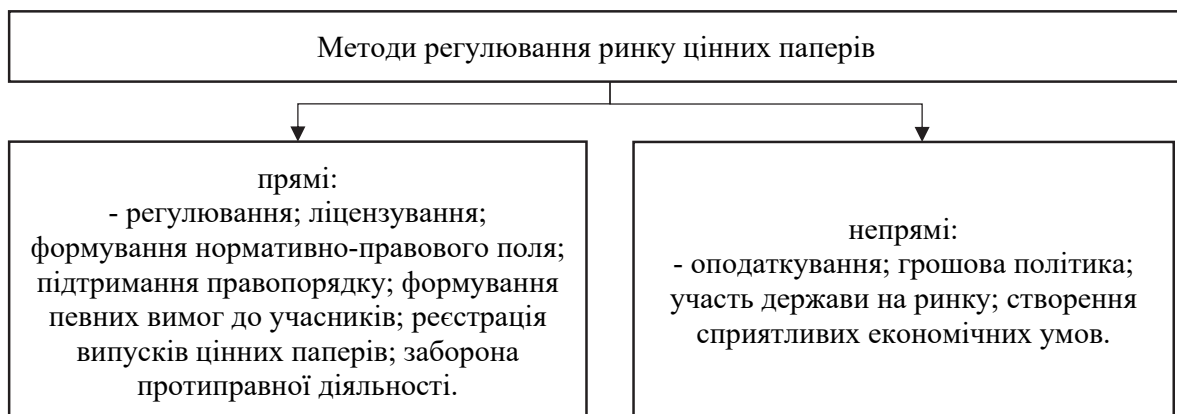 Методи регулювання ринку цінних паперів
прямі:
- регулювання; ліцензування;
формування нормативно-правового поля;
підтримання правопорядку; формування
певних вимог до учасників; реєстрація
випусків цінних паперів; заборона
протиправної діяльності.
непрямі:
- оподаткування; грошова політика;
участь держави на ринку; створення
сприятливих економічних умов.